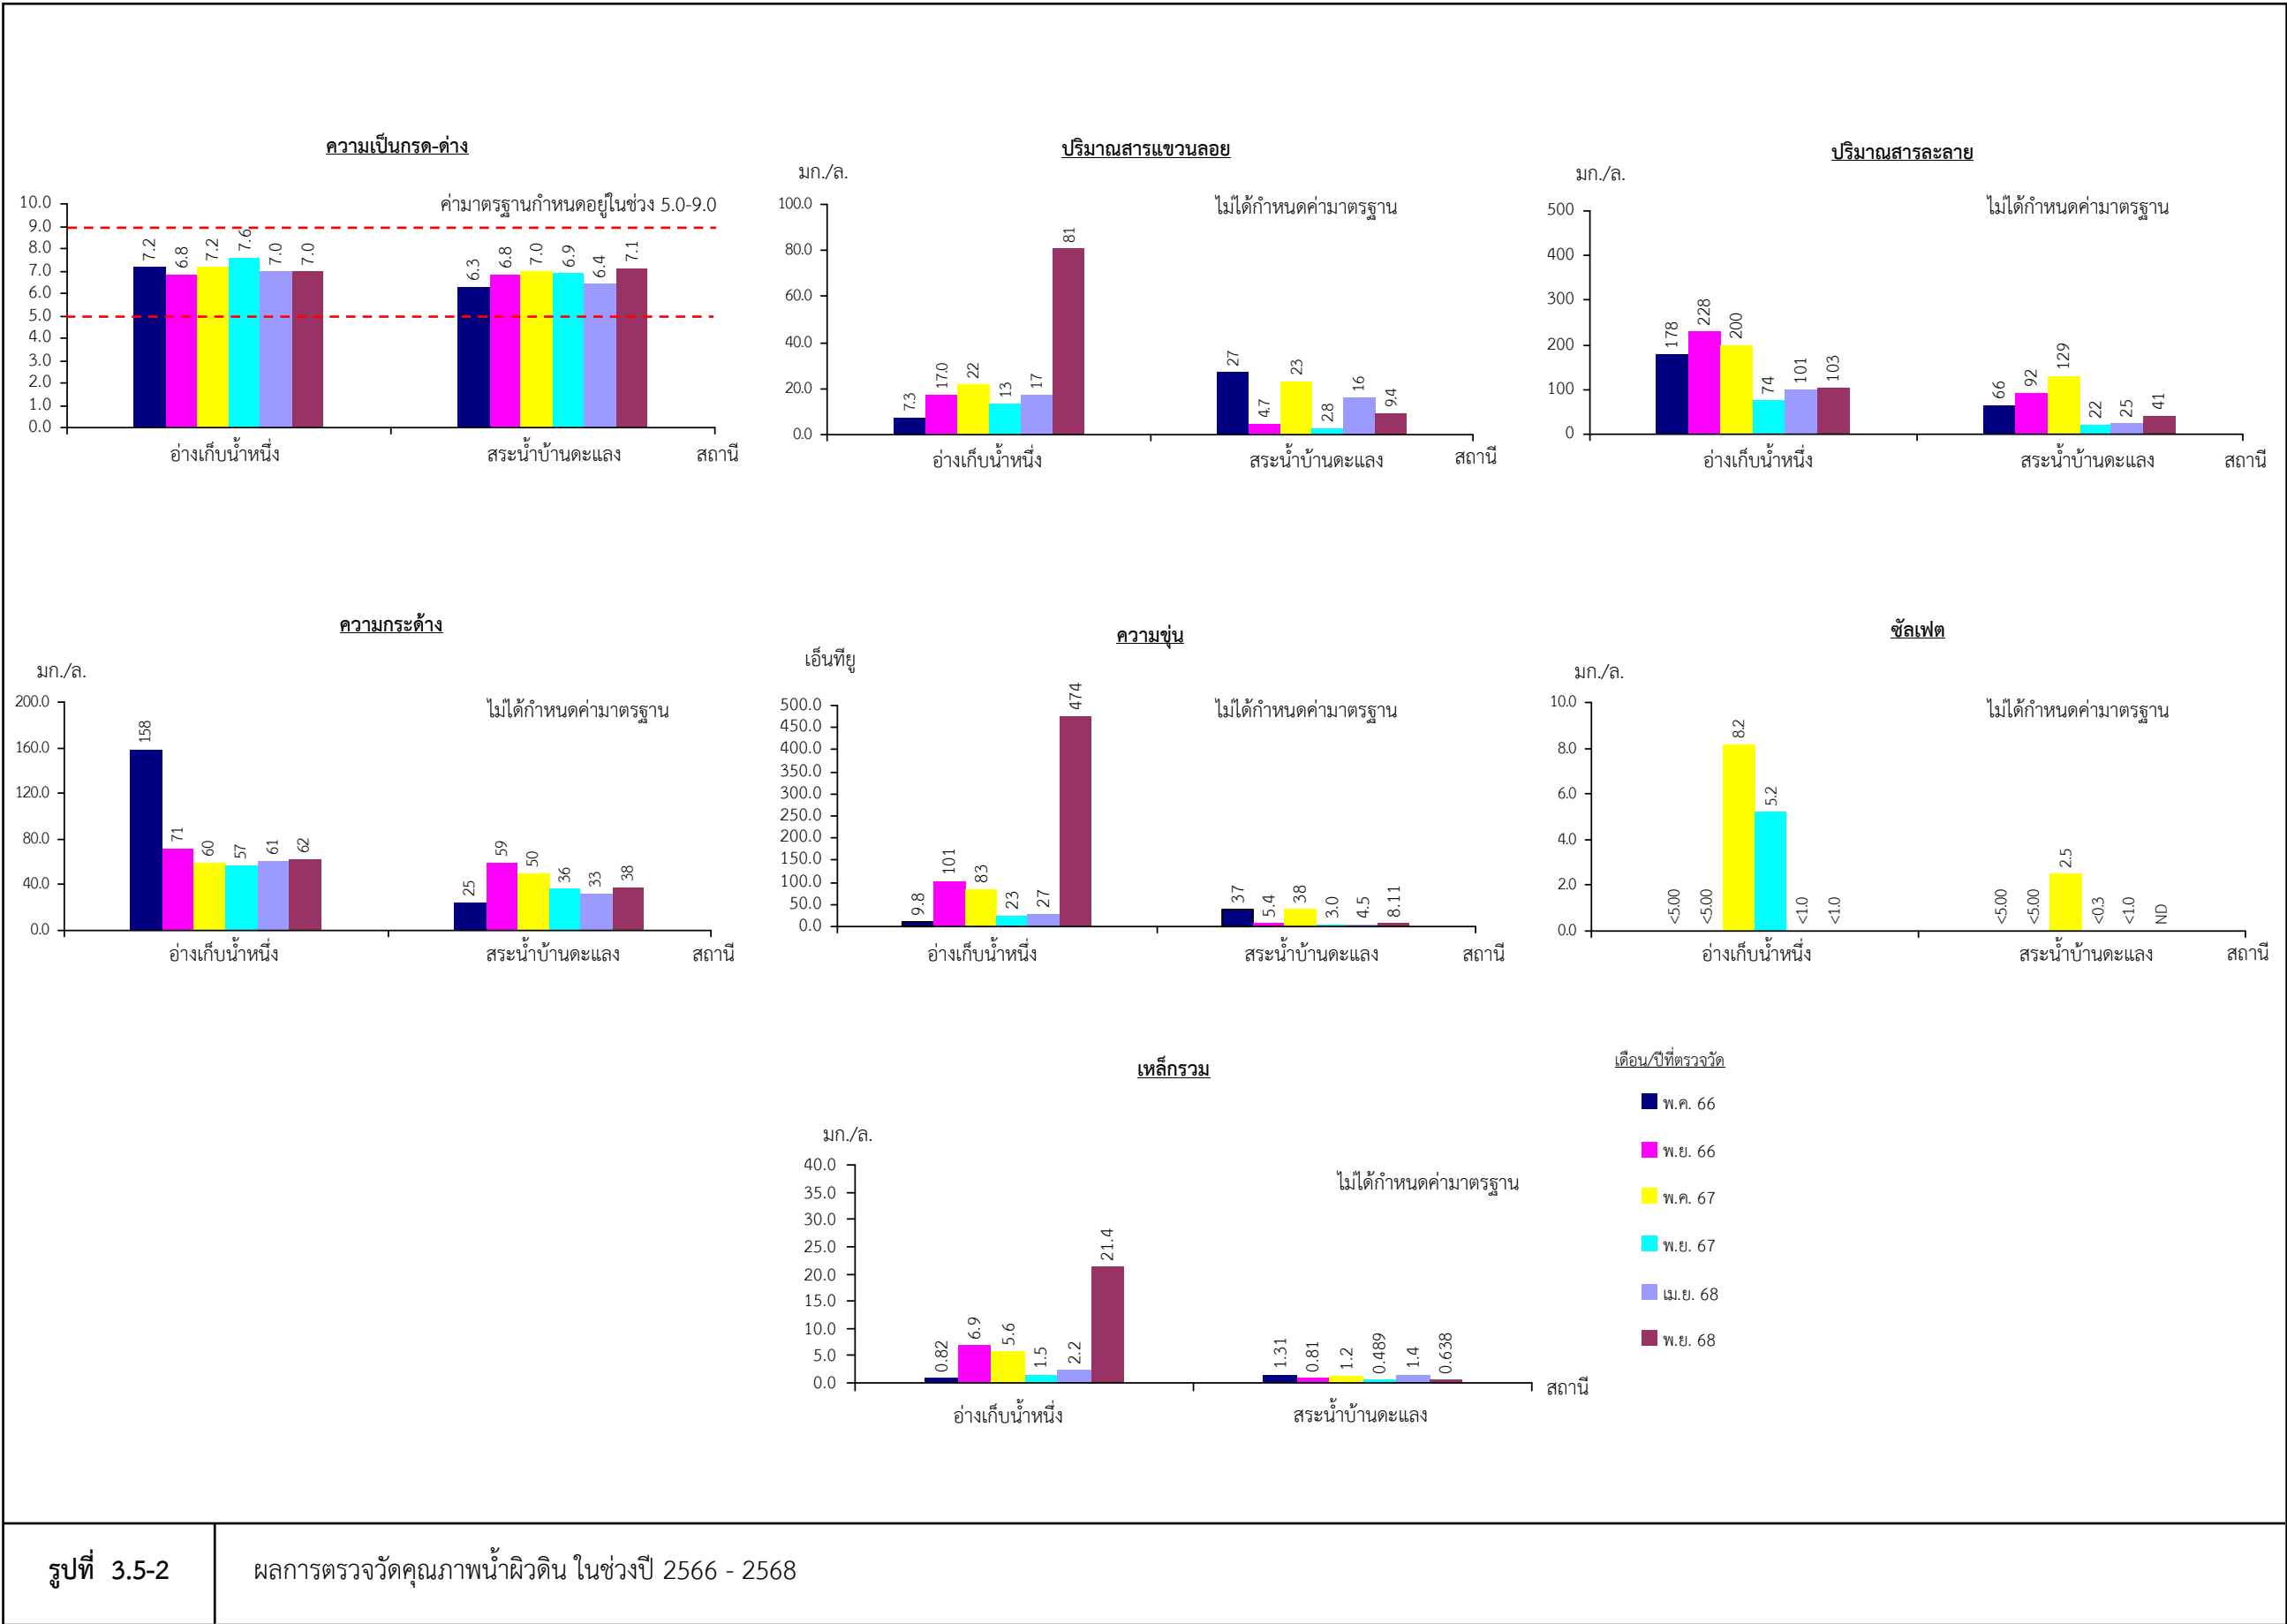 ความเป็นกรด-ด่าง
ค่ามาตรฐานกำหนดอยู่ในช่วง 5.0-9.0
10.0
9.0
8.0
7.0
6.0
5.0
4.0
3.0
2.0
1.0
0.0
7.2 6.8 7.2 7.6 7.0 7.0
6.3 6.8 7.0 6.9 6.4 7.1
อ่างเก็บน้ำหนึ่ง สระน้ำบ้านดะแลง สถานี
ปริมาณสารแขวนลอย
มก./ล.
ไม่ได้กำหนดค่ามาตรฐาน
100.0
80.0
60.0
40.0
20.0
0.0
7.3 17.0 22 13 17 81
27 4.7 23 2.8 16 9.4
อ่างเก็บน้ำหนึ่ง สระน้ำบ้านดะแลง สถานี
ปริมาณสารละลาย
มก./ล.
ไม่ได้กำหนดค่ามาตรฐาน
500
400
300
200
100
0
178 228 200 74 101 103
66 92 129 22 25 41
อ่างเก็บน้ำหนึ่ง สระน้ำบ้านดะแลง สถานี
ความกระด้าง
มก./ล.
ไม่ได้กำหนดค่ามาตรฐาน
200.0
160.0
120.0
80.0
40.0
0.0
158 71 60 57 61 62
25 59 50 36 33 38
อ่างเก็บน้ำหนึ่ง สระน้ำบ้านดะแลง สถานี
ความขุ่น
เอ็นทียู
ไม่ได้กำหนดค่ามาตรฐาน
500.0
450.0
400.0
350.0
300.0
250.0
200.0
150.0
100.0
50.0
0.0
9.8 101 83 23 27 474
37 5.4 38 3.0 4.5 8.11
อ่างเก็บน้ำหนึ่ง สระน้ำบ้านดะแลง สถานี
ซัลเฟต
มก./ล.
ไม่ได้กำหนดค่ามาตรฐาน
10.0
8.0
6.0
4.0
2.0
0.0
<5.00 <5.00 8.2 5.2 <1.0 <1.0
<5.00 <5.00 2.5 <0.3 <1.0 ND
อ่างเก็บน้ำหนึ่ง สระน้ำบ้านดะแลง สถานี
เหล็กรวม
มก./ล.
ไม่ได้กำหนดค่ามาตรฐาน
40.0
35.0
30.0
25.0
20.0
15.0
10.0
5.0
0.0
0.82 6.9 5.6 1.5 2.2 21.4
1.31 0.81 1.2 0.489 1.4 0.638
อ่างเก็บน้ำหนึ่ง สระน้ำบ้านดะแลง สถานี
เดือน/ปีที่ตรวจวัด
พ.ค. 66
พ.ย. 66
พ.ค. 67
พ.ย. 67
เม.ย. 68
พ.ย. 68
รูปที่ 3.5-2 ผลการตรวจวัดคุณภาพน้ำผิวดิน ในช่วงปี 2566 - 2568